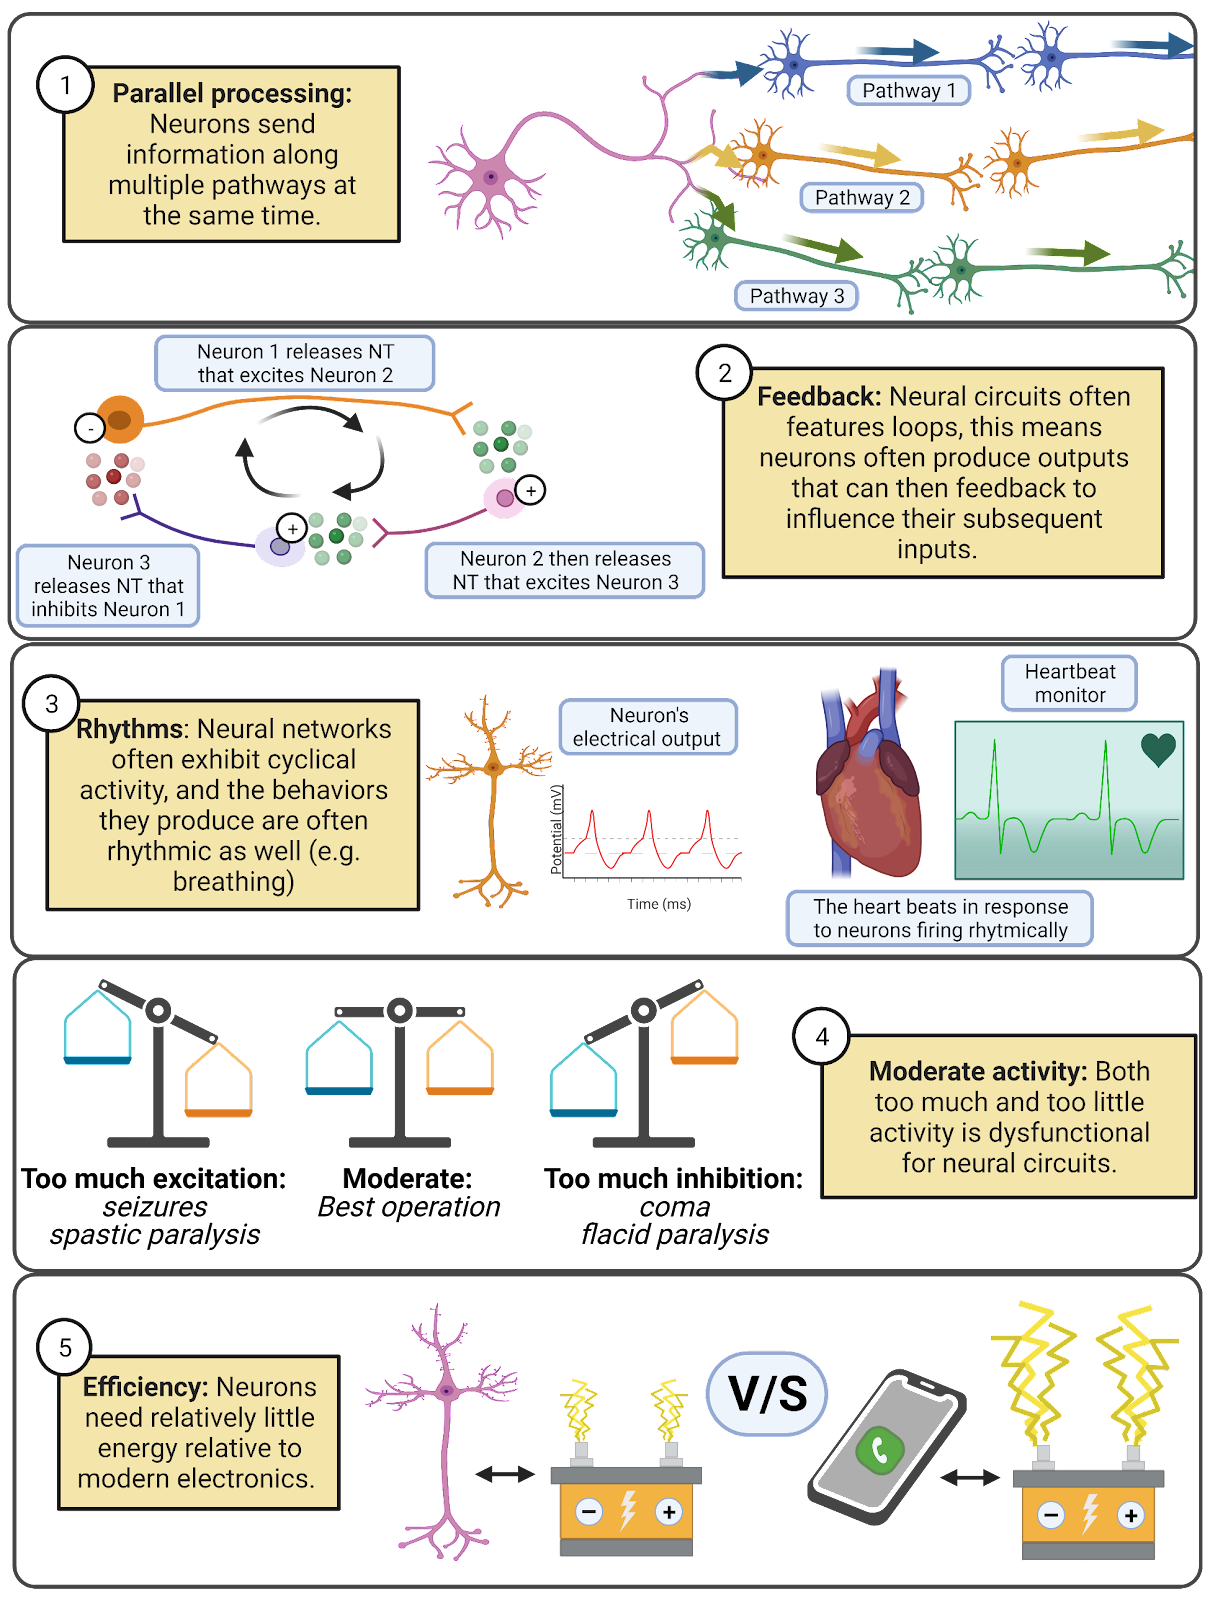 1
Parallel processing:
Neurons send
information along
multiple pathways at
the same time.
Pathway 1
Pathway 2
Pathway 3
Neuron 1 releases NT
that excites Neuron 2
-
+
+
Neuron 3
releases NT that
inhibits Neuron 1
Neuron 2 then releases
NT that excites Neuron 3
2
Feedback: Neural circuits often
features loops, this means
neurons often produce outputs
that can then feedback to
influence their subsequent
inputs.
3
Rhythms: Neural networks
often exhibit cyclical
activity, and the behaviors
they produce are often
rhythmic as well (e.g.
breathing)
Neuron's
electrical output
Potential (mV)
Time (ms)
Heartbeat
monitor
The heart beats in response
to neurons firing rhytmically
Too much excitation:
seizures
spastic paralysis
Moderate:
Best operation
Too much inhibition:
coma
flacid paralysis
4
Moderate activity: Both
too much and too little
activity is dysfunctional
for neural circuits.
5
Efficiency: Neurons
need relatively little
energy relative to
modern electronics.
− +
V/S
− +